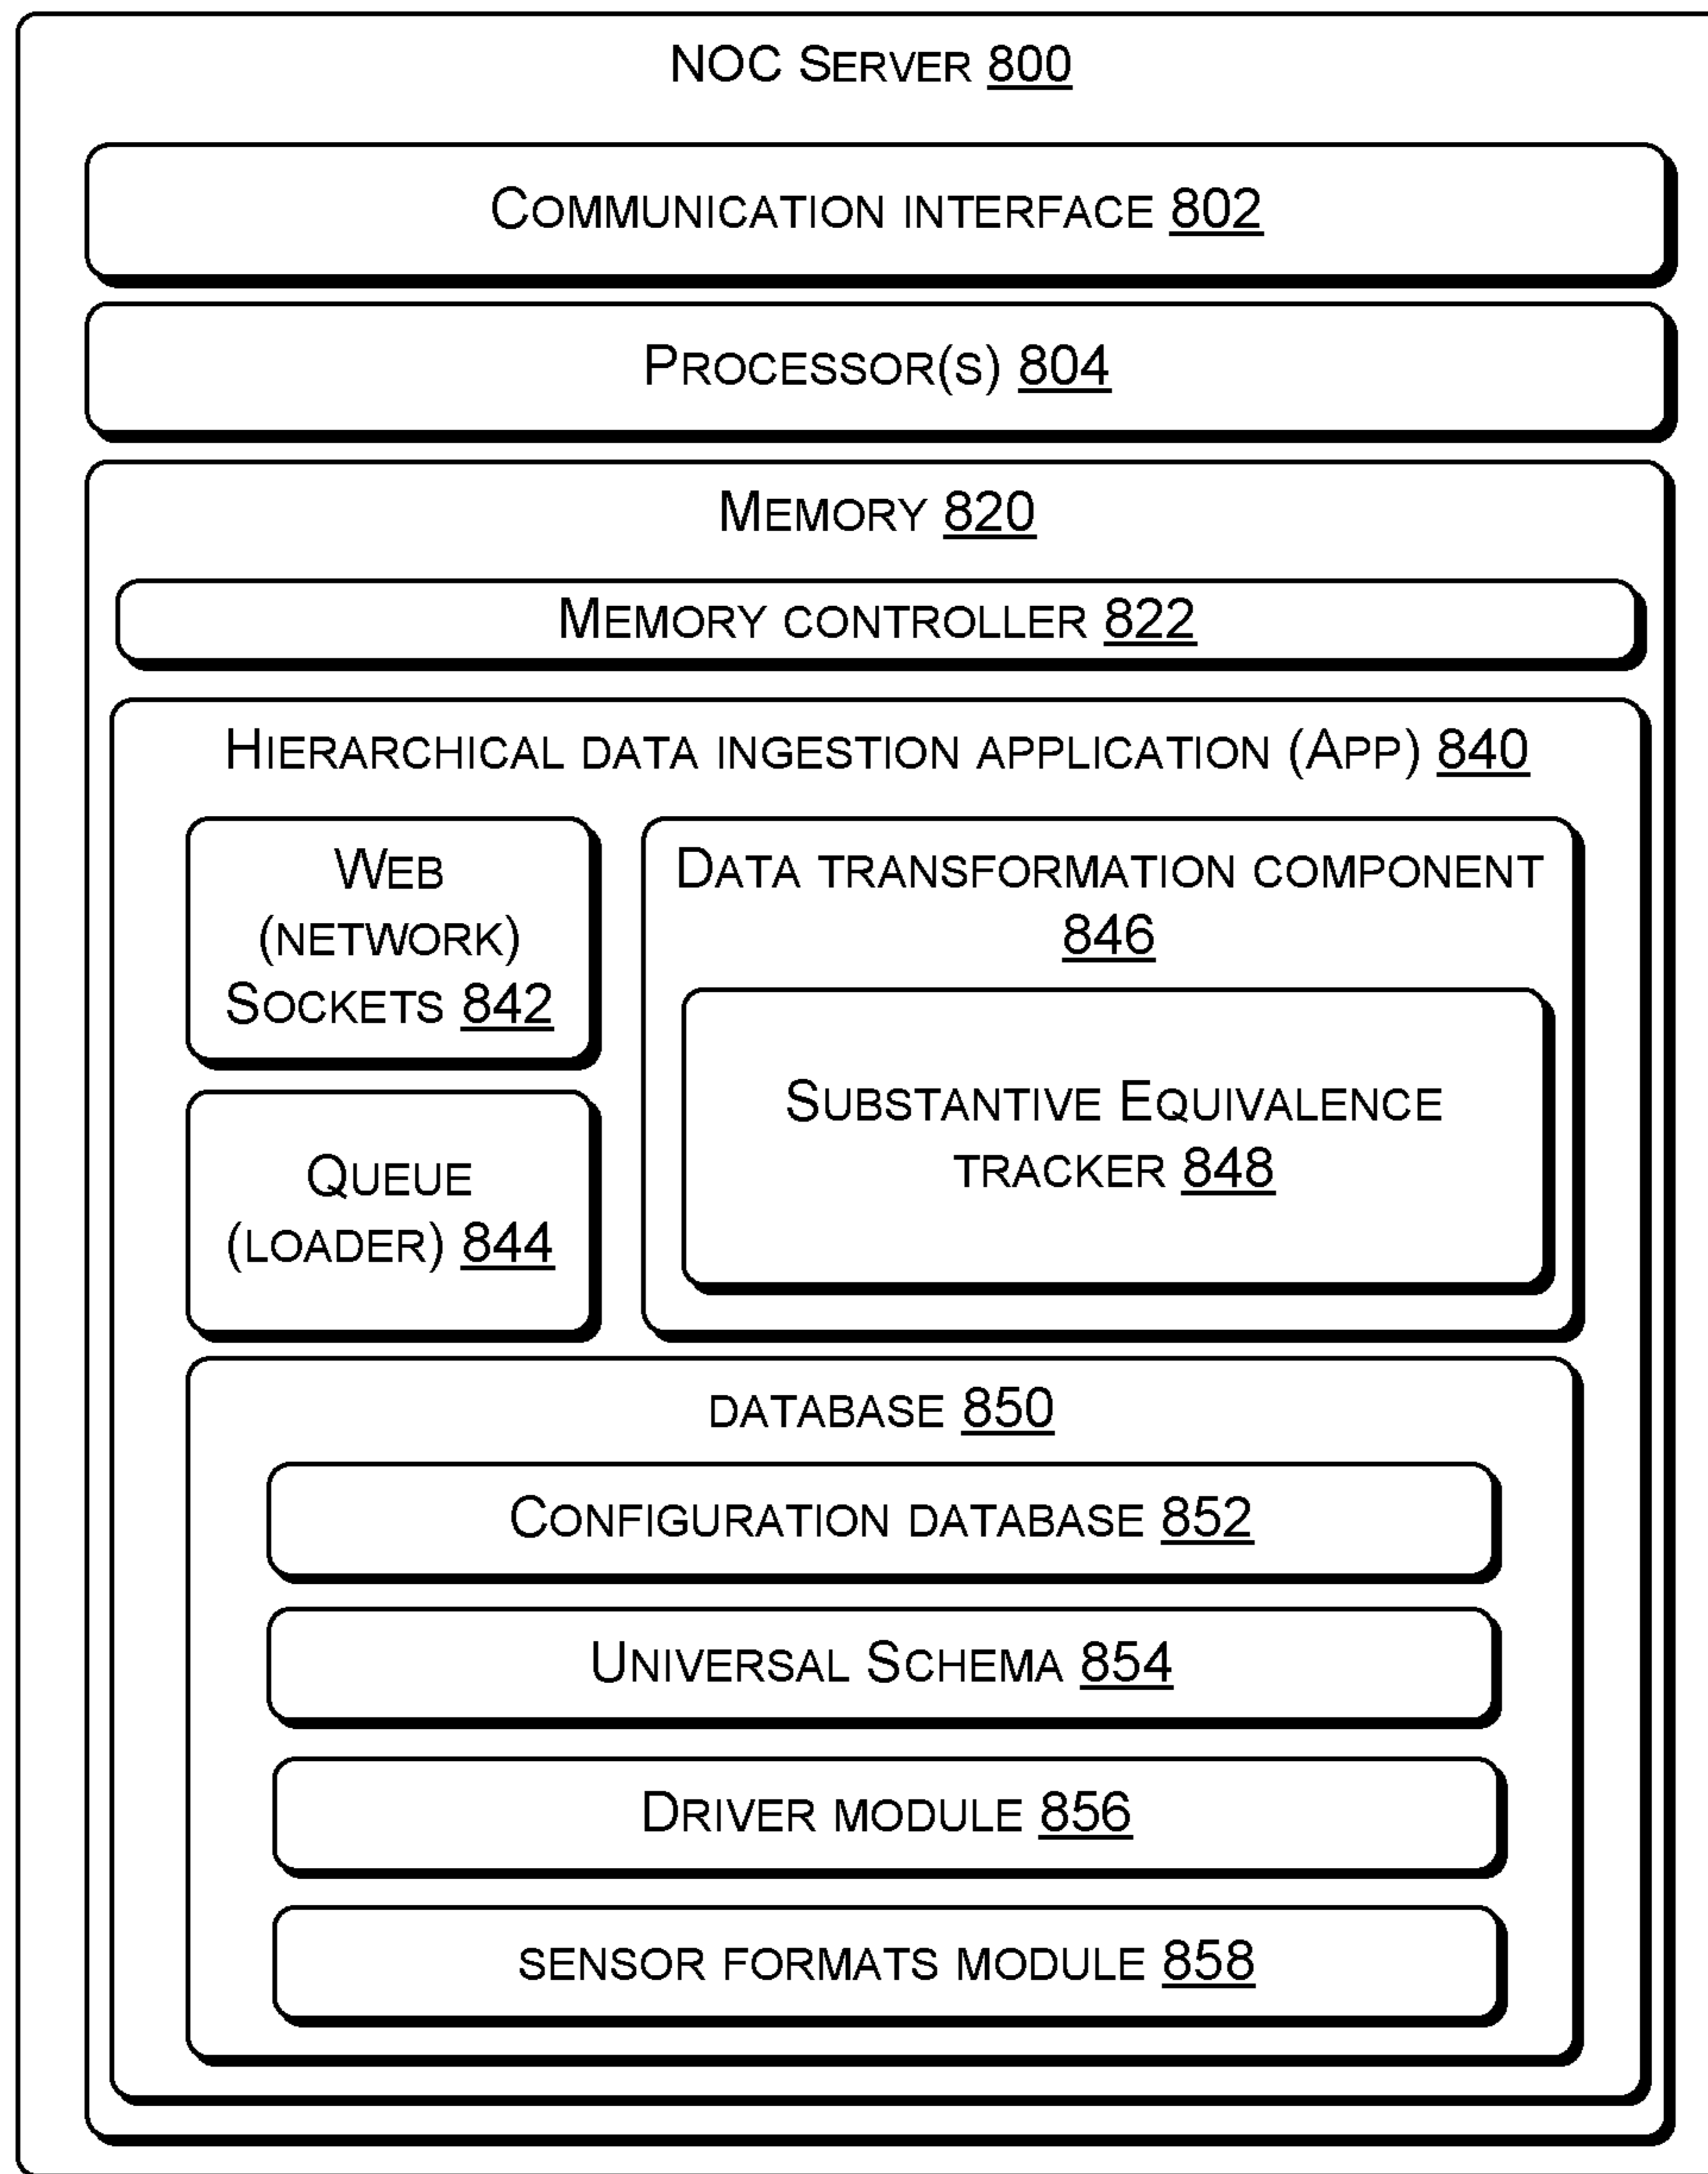 NOC SERVER 800
COMMUNICATION INTERFACE 802
PROCESSOR(S) 804
MEMORY 820
MEMORY CONTROLLER 822
HIERARCHICAL DATA INGESTION APPLICATION (APP) 840
WEB
(NETWORK)
SOCKETS 842
QUEUE
(LOADER) 844
DATA TRANSFORMATION COMPONENT
846
SUBSTANTIVE EQUIVALENCE
TRACKER 848
DATABASE 850
CONFIGURATION DATABASE 852
UNIVERSAL SCHEMA 854
DRIVER MODULE 856
SENSOR FORMATS MODULE 858